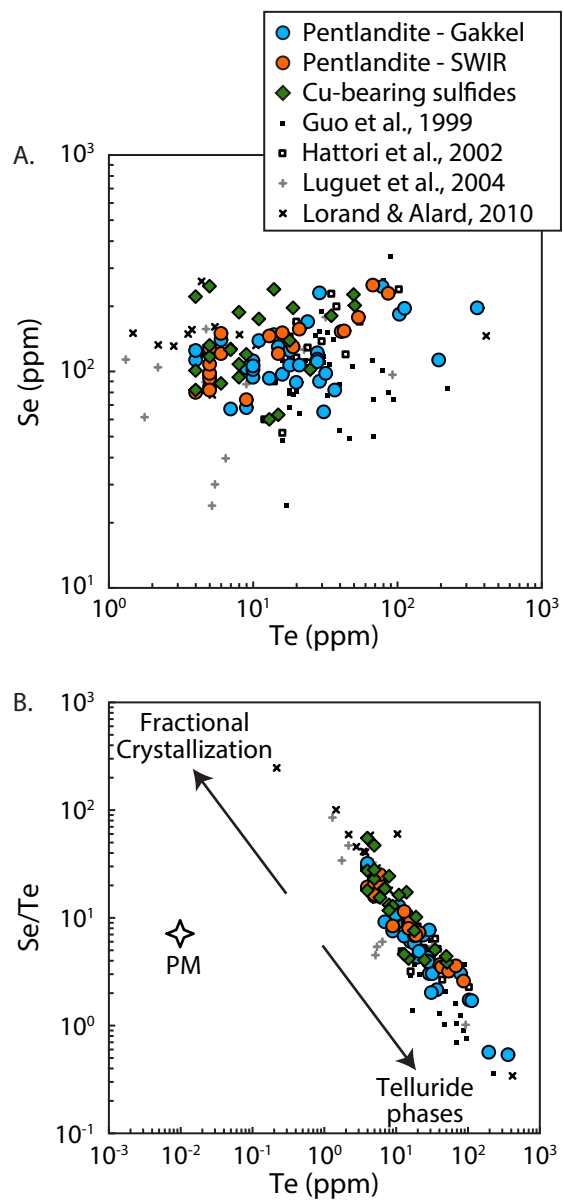 Pentlandite - Gakkel
Pentlandite - SWIR
Cu-bearing sulfides
Guo et al., 1999
Hattori et al., 2002
Luguet et al., 2004
Lorand & Alard, 2010
A.
10³
10²
10¹
Se (ppm)
10⁰ 10¹ 10² 10³
Te (ppm)
B.
10³
10²
10¹
10⁰
10⁻¹
Se/Te
Fractional
Crystallization
PM
Telluride
phases
10⁻³ 10⁻² 10⁻¹ 10⁰ 10¹ 10² 10³
Te (ppm)